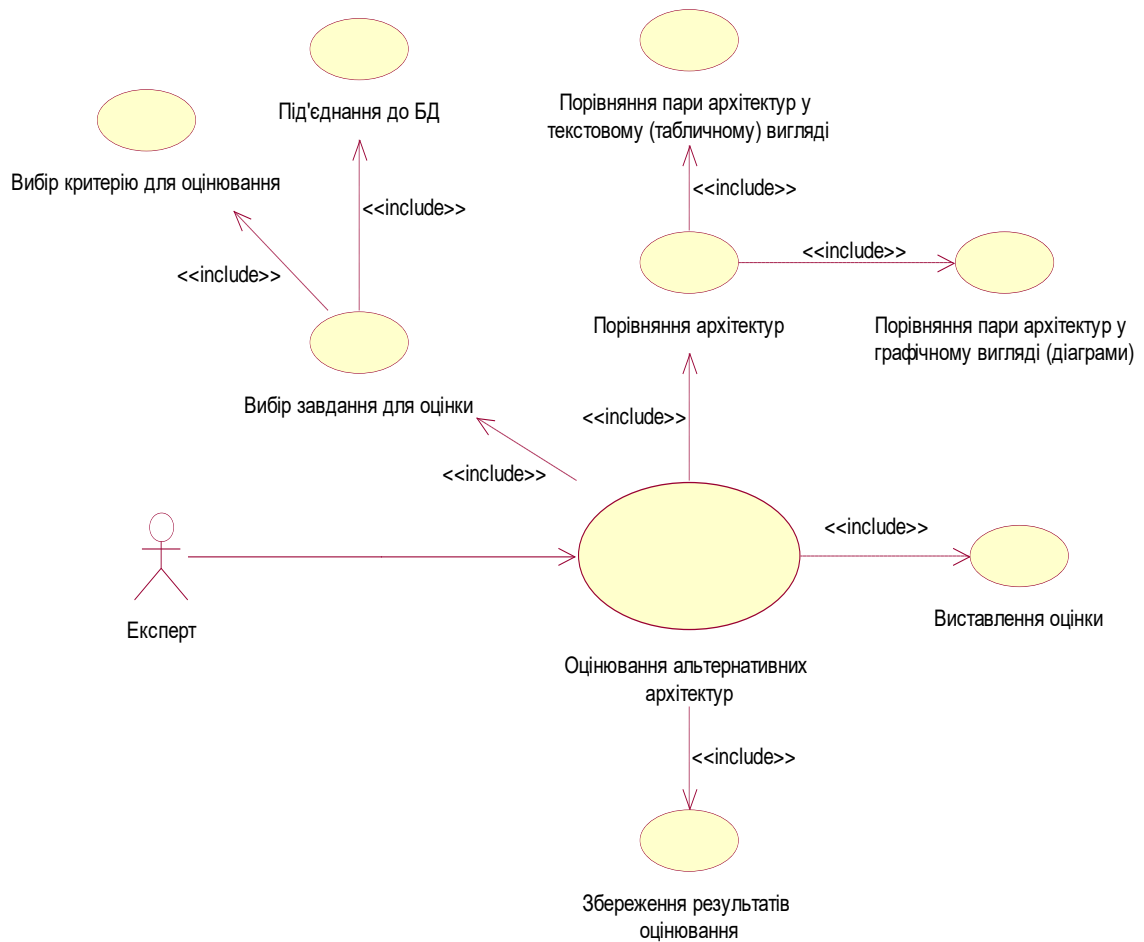 Під'єднання до БД
Порівняння пари архітектур у
текстовому (табличному) вигляді
Вибір критерію для оцінювання
<<include>>
<<include>>
<<include>>
<<include>>
Порівняння архітектур
Порівняння пари архітектур у
графічному вигляді (діаграми)
Вибір завдання для оцінки
<<include>>
<<include>>
<<include>>
Експерт
Виставлення оцінки
Оцінювання альтернативних
архітектур
<<include>>
Збереження результатів
оцінювання